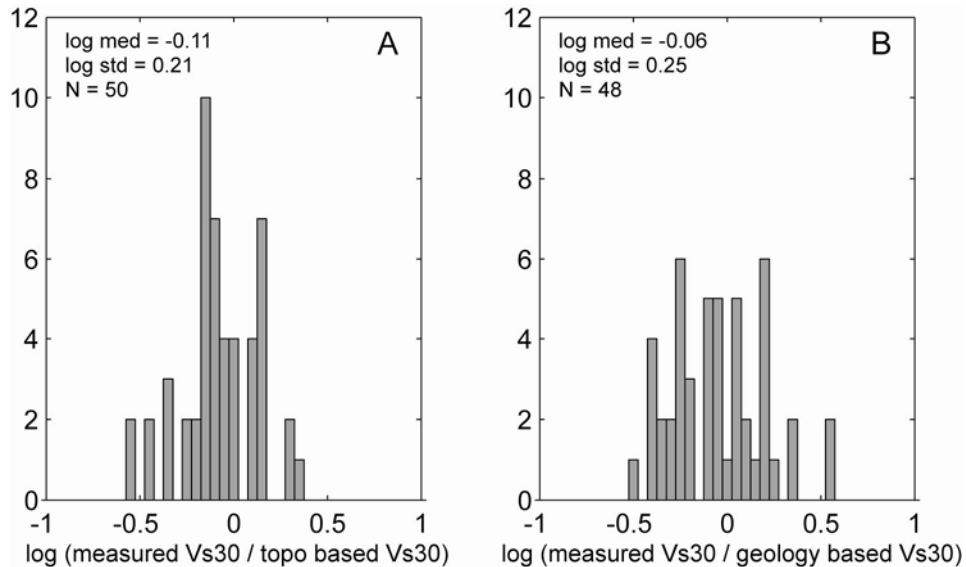 12
10
8
6
4
2
0
log med = -0.11
log std = 0.21
N = 50
A
-1 -0.5 0 0.5 1
log (measured Vs30 / topo based Vs30)
12
10
8
6
4
2
0
log med = -0.06
log std = 0.25
N = 48
B
-1 -0.5 0 0.5 1
log (measured Vs30 / geology based Vs30)